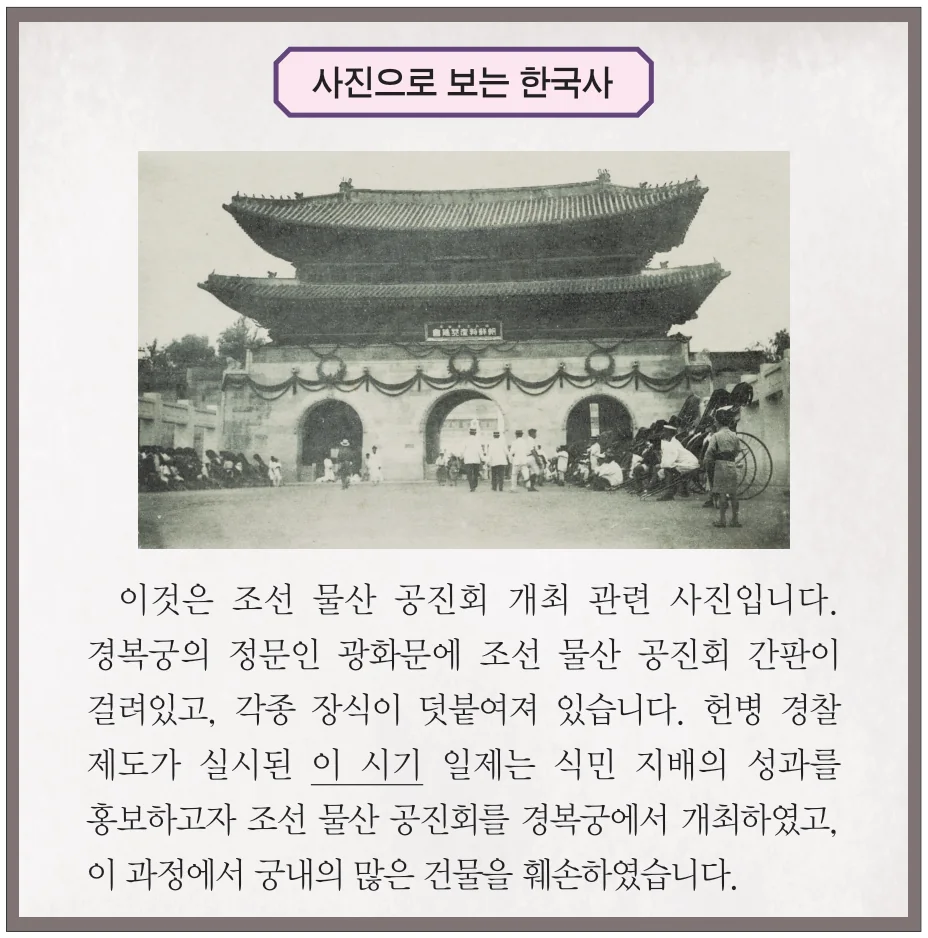 사진으로 보는 한국사
이것은 조선 물산 공진회 개최 관련 사진입니다.
경복궁의 정문인 광화문에 조선 물산 공진회 간판이
걸려있고, 각종 장식이 덧붙여져 있습니다. 헌병 경찰
제도가 실시된 이 시기 일제는 식민 지배의 성과를
홍보하고자 조선 물산 공진회를 경복궁에서 개최하였고,
이 과정에서 궁내의 많은 건물을 훼손하였습니다.